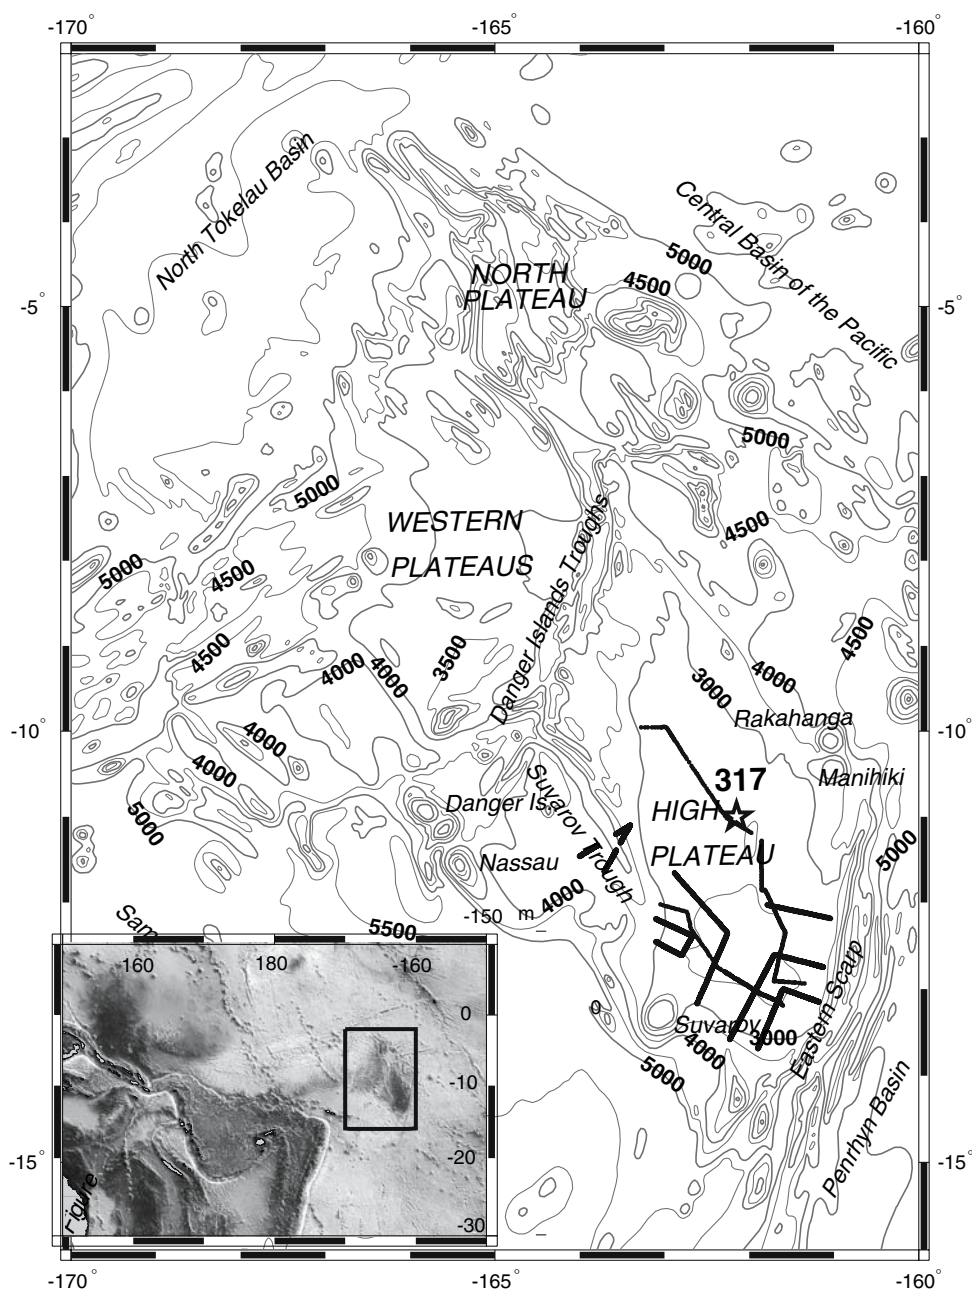 -170°
-165°
-160°
North Tokelau Basin
Central Basin of the Pacific
5000
NORTH
PLATEAU
4500
-5°
-5°
5000
5000
WESTERN
4500
PLATEAUS
5000
4500
Danger Islands Troughs
4500
4500
4000
4000
3500
3000
4000
Rakahanga
-10°
-10°
4000
4000
317
Manihiki
Suvarov Trough
Danger Is.
HIGH
5000
PLATEAU
5000
Nassau
4000
-150 m
Sam
5500
Eastern Scarp
160
180
-160
0
0
Suvarov
3000
4000
5000
-10
Penrhyn Basin
-20
-15°
-15°
Figure
-30
-170°
-165°
-160°